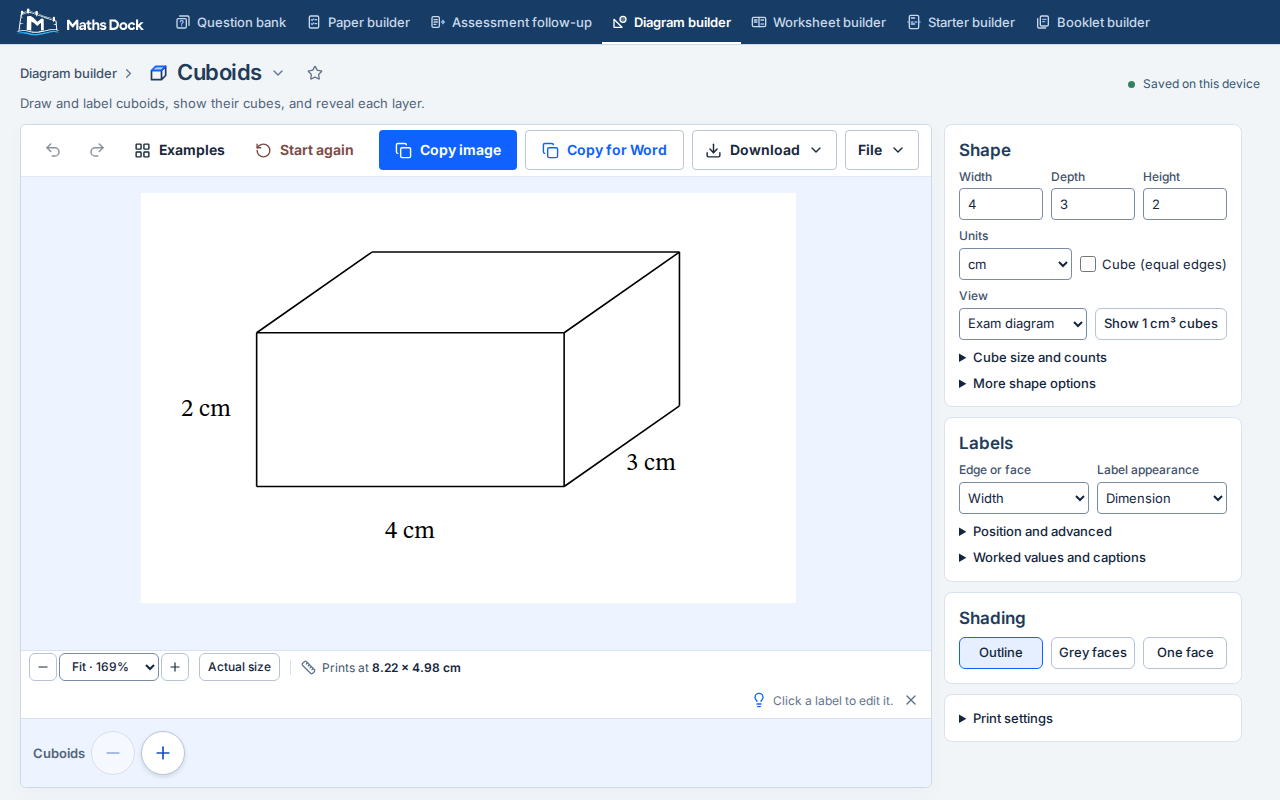 Maths Dock
Question bank
Paper builder
Assessment follow-up
Diagram builder
Worksheet builder
Starter builder
Booklet builder
Diagram builder
Cuboids
Saved on this device
Draw and label cuboids, show their cubes, and reveal each layer.
Examples
Start again
Copy image
Copy for Word
Download
File
2 cm
3 cm
4 cm
Fit · 169%
Actual size
Prints at 8.22 × 4.98 cm
Click a label to edit it.
Cuboids
Shape
Width Depth Height
4 3 2
Units
cm
Cube (equal edges)
View
Exam diagram
Show 1 cm³ cubes
Cube size and counts
More shape options
Labels
Edge or face Label appearance
Width Dimension
Position and advanced
Worked values and captions
Shading
Outline Grey faces One face
Print settings